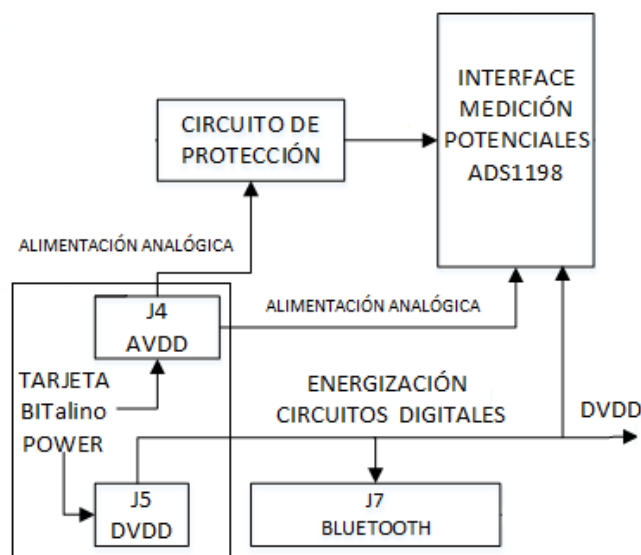 INTERFACE
MEDICIÓN
POTENCIALES
ADS1198
CIRCUITO DE
PROTECCIÓN
ALIMENTACIÓN ANALÓGICA
J4
AVDD
ALIMENTACIÓN ANALÓGICA
TARJETA
BITalino
POWER
ENERGIZACIÓN
CIRCUITOS DIGITALES
DVDD
J5
DVDD
J7
BLUETOOTH